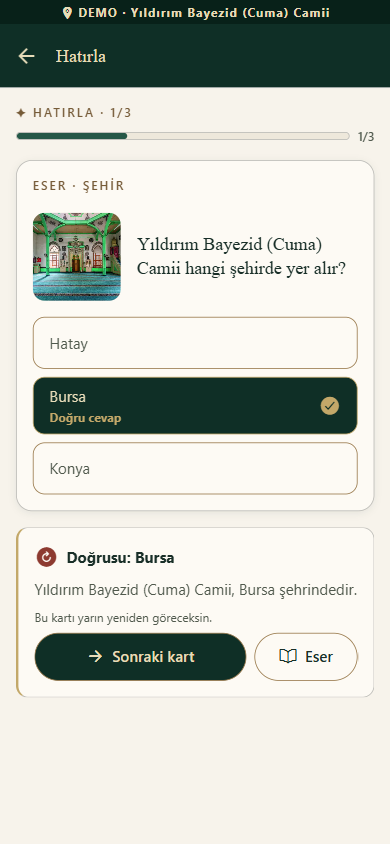 DEMO · Yıldırım Bayezid (Cuma) Camii
Hatırla
HATIRLA · 1/3
1/3
ESER · ŞEHİR
Yıldırım Bayezid (Cuma)
Camii hangi şehirde yer alır?
Hatay
Bursa
Doğru cevap
Konya
Doğrusu: Bursa
Yıldırım Bayezid (Cuma) Camii, Bursa şehrindedir.
Bu kartı yarın yeniden göreceksin.
Sonraki kart
Eser